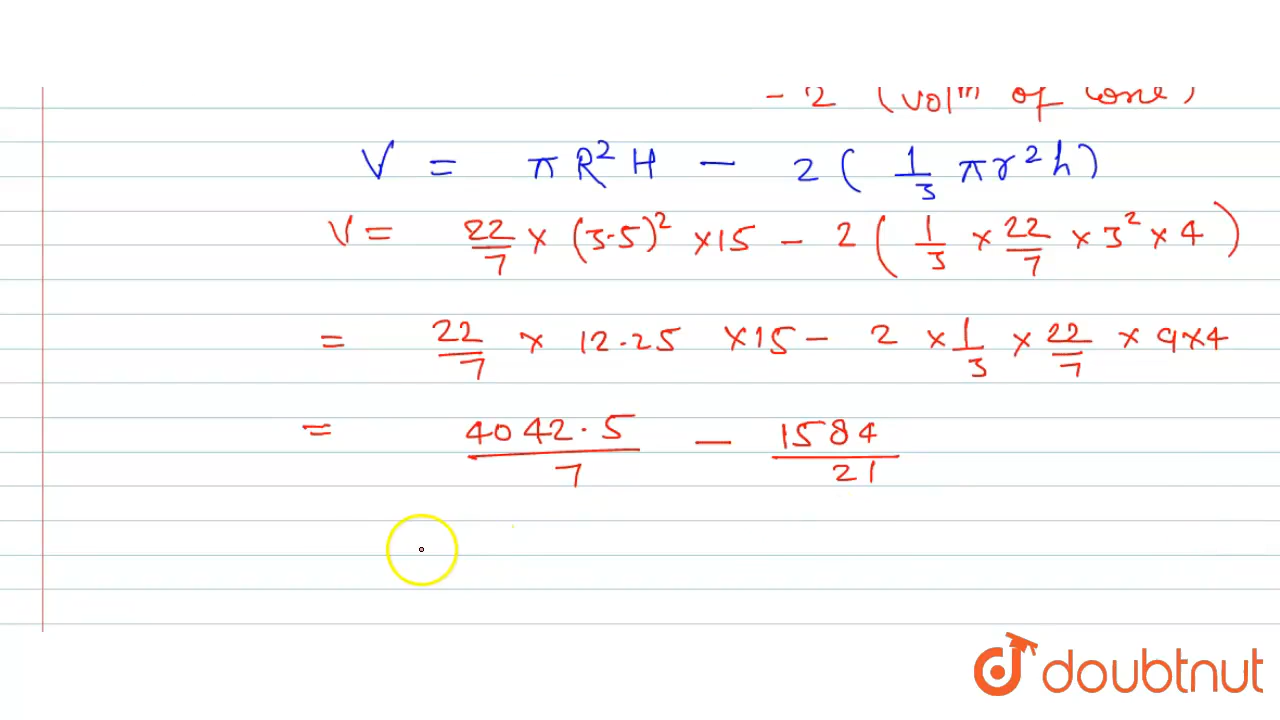 - 2 (volm of cone)
V = πR²H - 2(1/3 πr²h)
V = 22/7 × (3.5)² × 15 - 2(1/3 × 22/7 × 3² × 4)
= 22/7 × 12.25 × 15 - 2 × 1/3 × 22/7 × 9×4
= 4042.5/7 - 1584/21
doubtnut